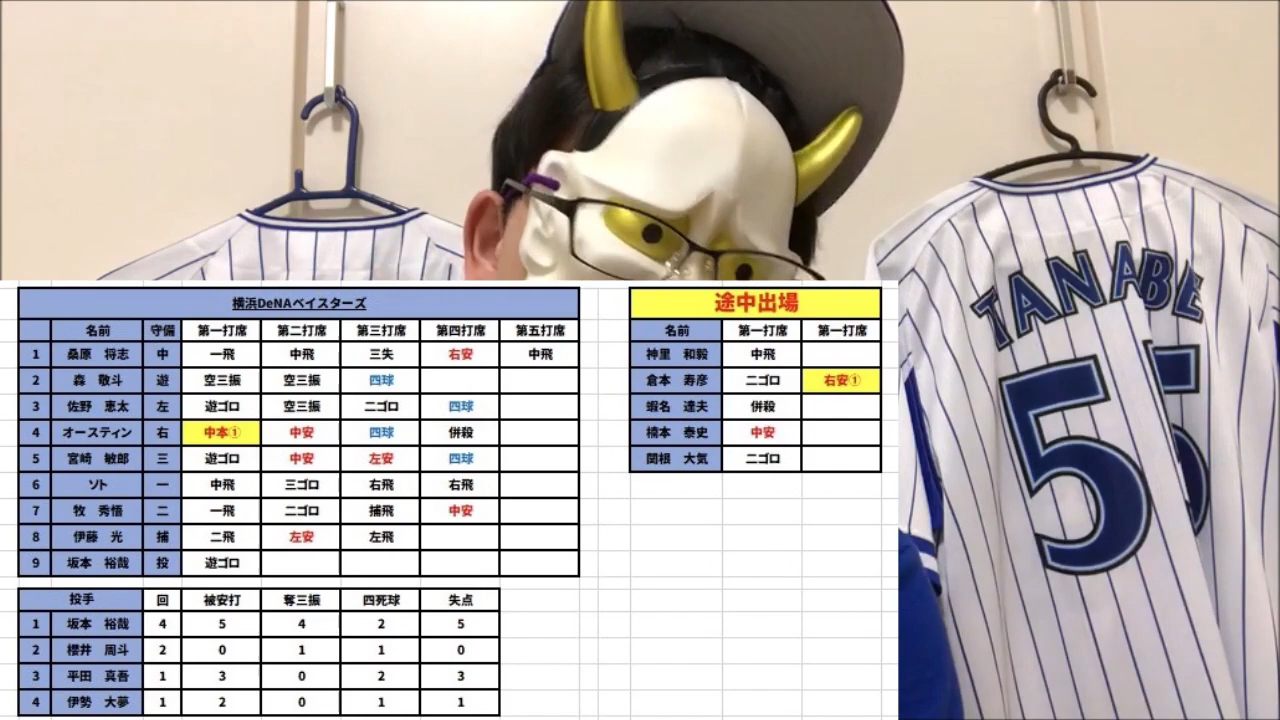 横浜DeNAベイスターズ
名前 守備 第一打席 第二打席 第三打席 第四打席 第五打席
1 桑原 将志 中 一飛 中飛 三失 右安 中飛
2 森 敬斗 遊 空三振 空三振 四球
3 佐野 恵太 左 遊ゴロ 空三振 二ゴロ 四球
4 オースティン 右 中本① 中安 四球 併殺
5 宮崎 敏郎 三 遊ゴロ 中安 左安 四球
6 ソト 一 中飛 三ゴロ 右飛 右飛
7 牧 秀悟 二 一飛 二ゴロ 捕飛 中安
8 伊藤 光 捕 二飛 左安 左飛
9 坂本 裕哉 投 遊ゴロ
投手 回 被安打 奪三振 四死球 失点
1 坂本 裕哉 4 5 4 2 5
2 櫻井 周斗 2 0 1 1 0
3 平田 真吾 1 3 0 2 3
4 伊勢 大夢 1 2 0 1 1
途中出場
名前 第一打席 第一打席
神里 和毅 中飛
倉本 寿彦 二ゴロ 右安①
蝦名 達夫 併殺
楠本 泰史 中安
関根 大気 二ゴロ
TANABE
55